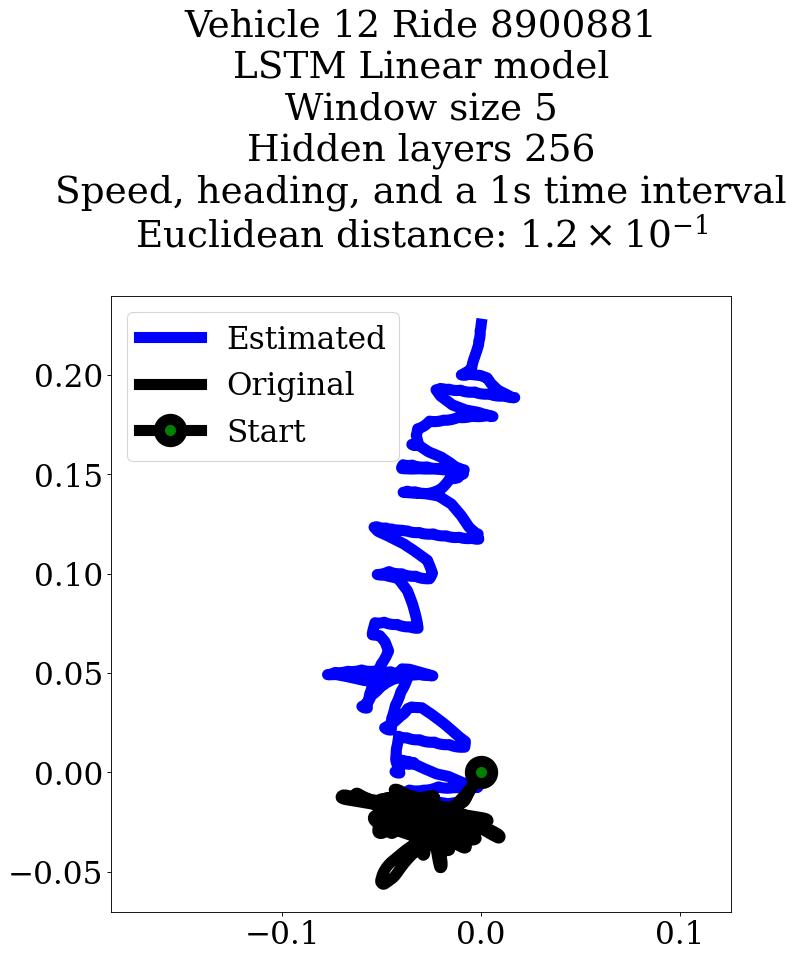 Vehicle 12 Ride 8900881
LSTM Linear model
Window size 5
Hidden layers 256
Speed, heading, and a 1s time interval
Euclidean distance: 1.2 × 10⁻¹
Estimated
Original
Start
0.20
0.15
0.10
0.05
0.00
−0.05
−0.1
0.0
0.1